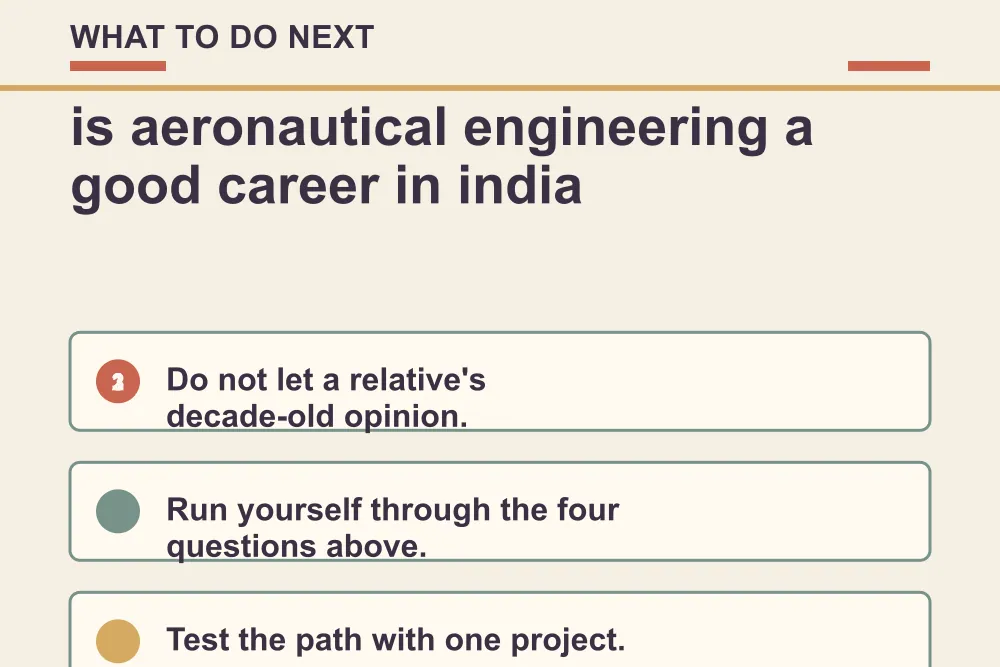 WHAT TO DO NEXT
is aeronautical engineering a
good career in india
Do not let a relative's
decade-old opinion.
Run yourself through the four
questions above.
Test the path with one project.